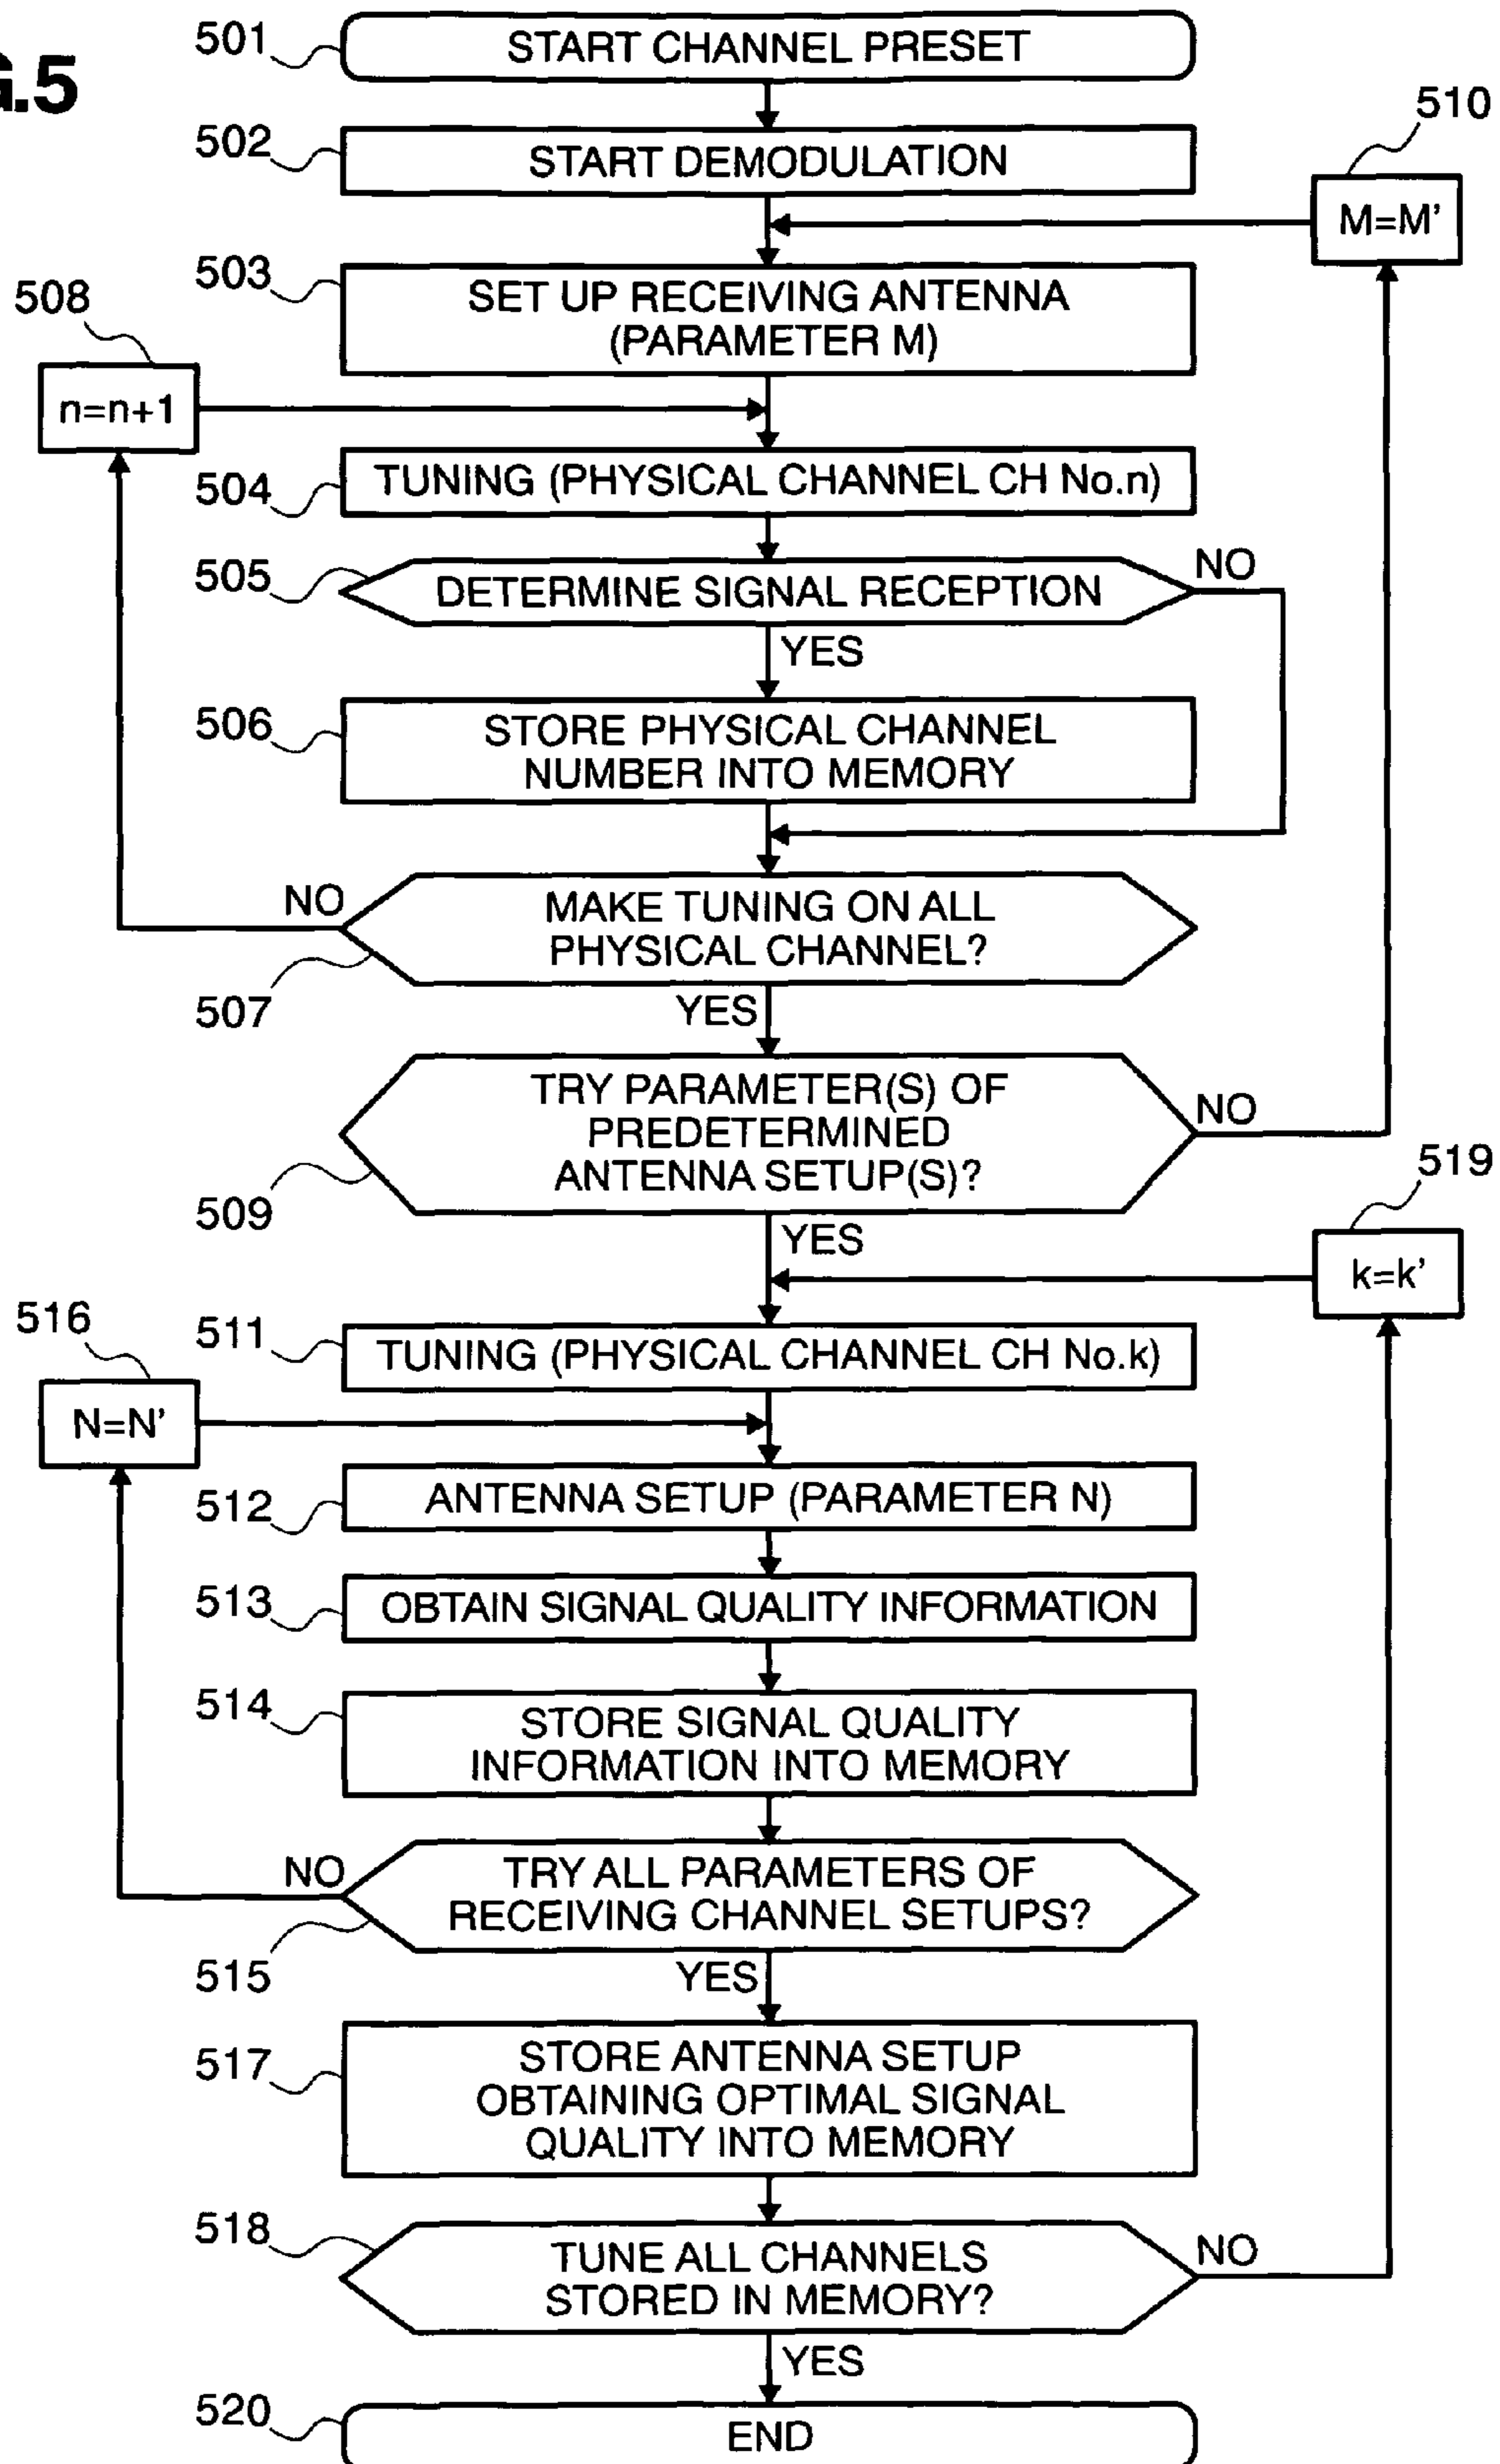 G.5
501
START CHANNEL PRESET
502
START DEMODULATION
510
M=M'
503
SET UP RECEIVING ANTENNA
(PARAMETER M)
508
n=n+1
504
TUNING (PHYSICAL CHANNEL CH No.n)
505
DETERMINE SIGNAL RECEPTION
NO
YES
506
STORE PHYSICAL CHANNEL
NUMBER INTO MEMORY
NO
MAKE TUNING ON ALL
PHYSICAL CHANNEL?
507
YES
TRY PARAMETER(S) OF
PREDETERMINED
ANTENNA SETUP(S)?
NO
509
YES
519
k=k'
511
TUNING (PHYSICAL CHANNEL CH No.k)
516
N=N'
512
ANTENNA SETUP (PARAMETER N)
513
OBTAIN SIGNAL QUALITY INFORMATION
514
STORE SIGNAL QUALITY
INFORMATION INTO MEMORY
NO
TRY ALL PARAMETERS OF
RECEIVING CHANNEL SETUPS?
515
YES
517
STORE ANTENNA SETUP
OBTAINING OPTIMAL SIGNAL
QUALITY INTO MEMORY
518
TUNE ALL CHANNELS
STORED IN MEMORY?
NO
YES
520
END